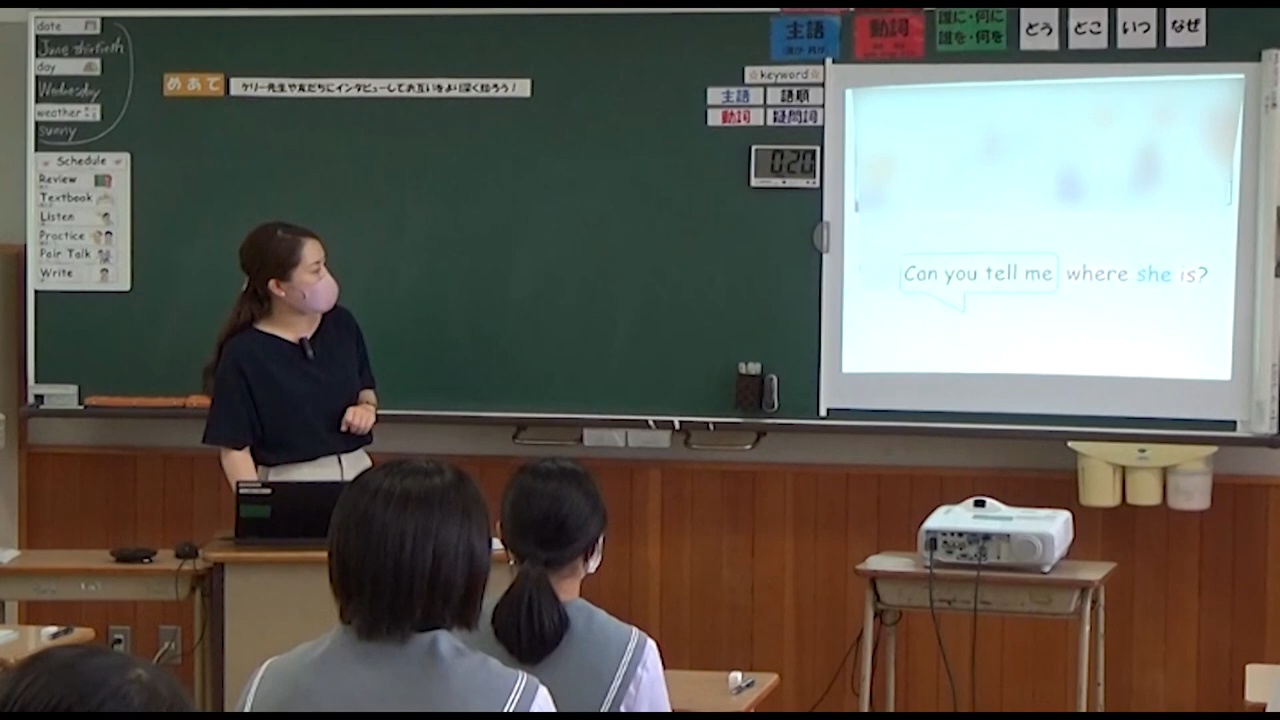 date
June thirtieth
day
Wednesday
weather
sunny
Schedule
Review
Textbook
Listen
Practice
Pair Talk
Write
めあて
ケリー先生や友だちにインタビューしてお互いをより深く知ろう！
主語
動詞
誰に・何に
誰を・何を
どう
どこ
いつ
なぜ
☆keyword☆
主語
語順
動詞
疑問詞
0:20
Can you tell me where she is?